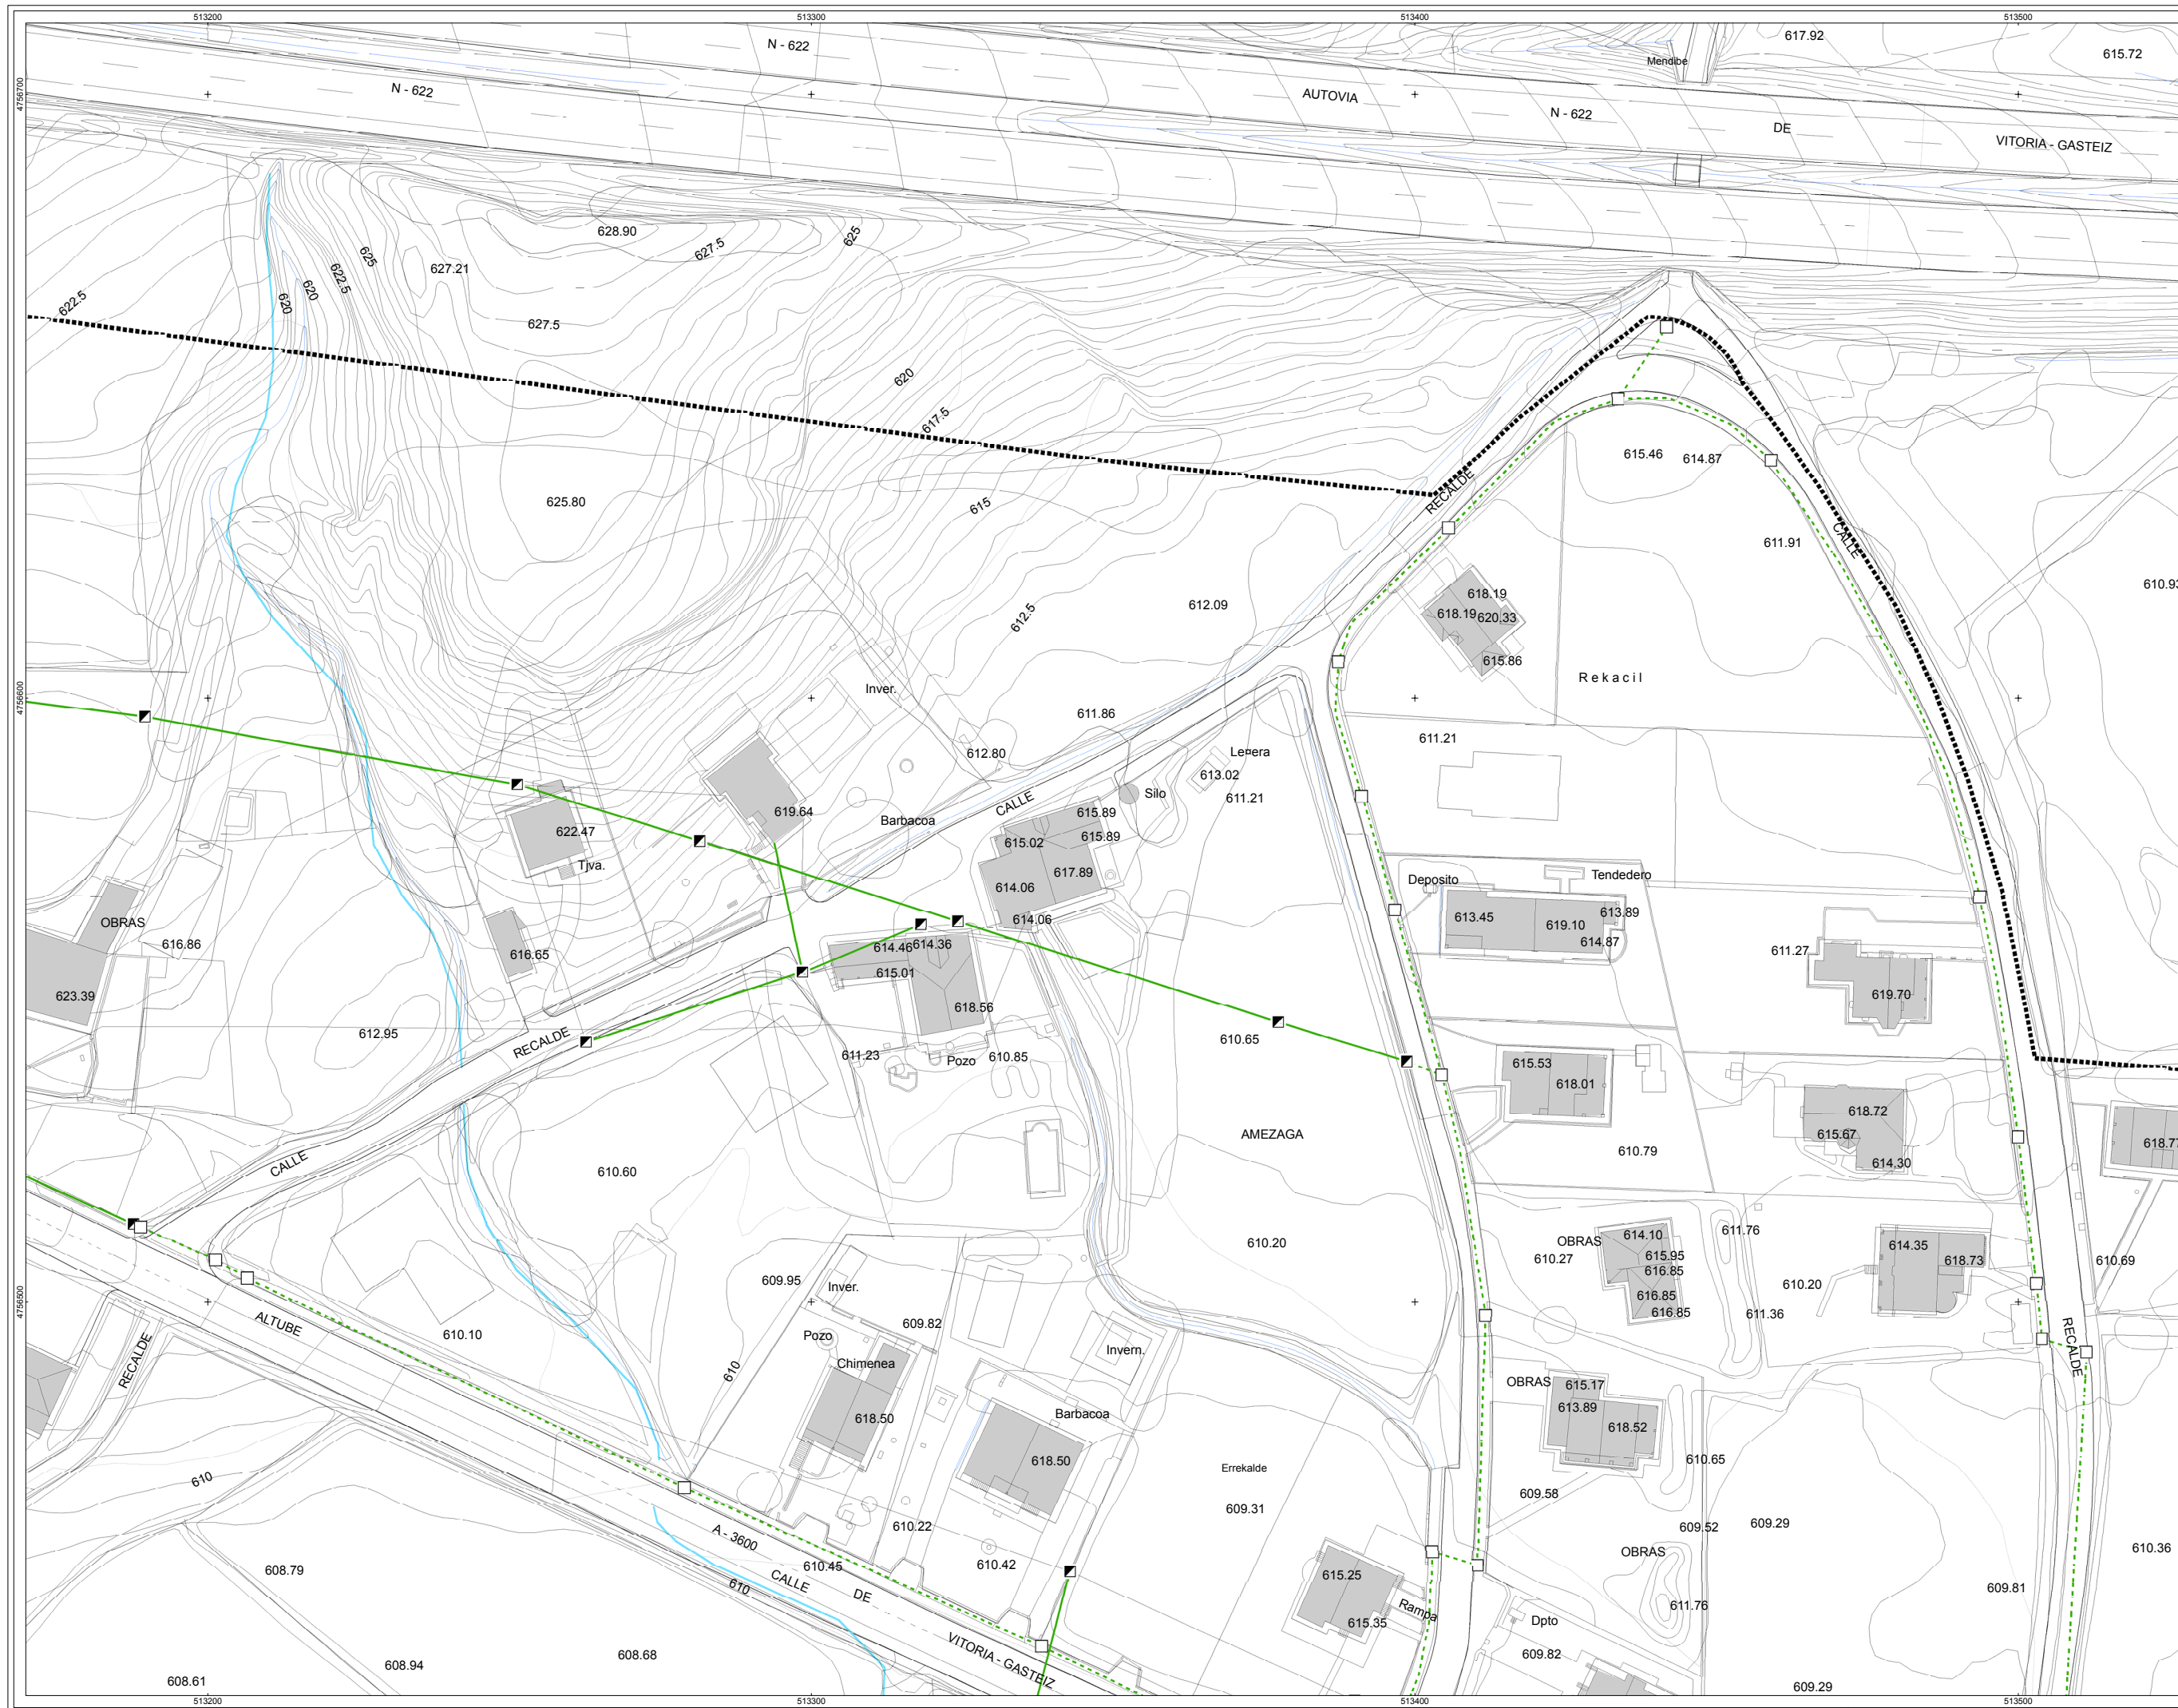 513200
513300
513400
513500
4756700
4756600
4756500
N - 622
N - 622
AUTOVIA
N - 622
DE
VITORIA - GASTEIZ
Mendibe
617.92
615.72
628.90
627.21
627.5
625
627.5
625
622.5
620
620
622.5
620
617.5
615
612.5
625.80
612.09
RECALDE
CALLE
615.46
614.87
611.91
610.93
618.19
618.19
620.33
615.86
Rekacil
Inver.
611.86
612.80
Barbacoa
CALLE
Silo
613.02
611.21
611.21
619.64
622.47
Tjva.
616.65
OBRAS
616.86
623.39
612.95
615.89
615.89
615.02
617.89
614.06
614.06
614.46
614.36
615.01
618.56
611.23
Pozo
610.85
610.65
Deposito
Tendedero
613.45
619.10
613.89
614.87
611.27
619.70
RECALDE
CALLE
615.53
618.01
618.72
615.67
614.30
618.77
AMEZAGA
610.79
610.60
610.20
OBRAS
610.27
614.10
615.95
616.85
616.85
616.85
611.76
611.36
610.20
614.35
618.73
610.69
RECALDE
609.95
Inver.
609.82
Pozo
Chimenea
610
618.50
Invern.
Barbacoa
618.50
ALTUBE
RECALDE
610.10
610
OBRAS
615.17
613.89
618.52
610.65
609.58
609.52
609.29
Errekalde
609.31
610.22
610.42
610.45
A - 3600
CALLE
DE
VITORIA - GASTEIZ
610
608.79
608.61
608.94
608.68
615.25
615.35
Rampa
Dpto
609.82
OBRAS
611.76
609.81
610.36
609.29
513200
513300
513400
513500